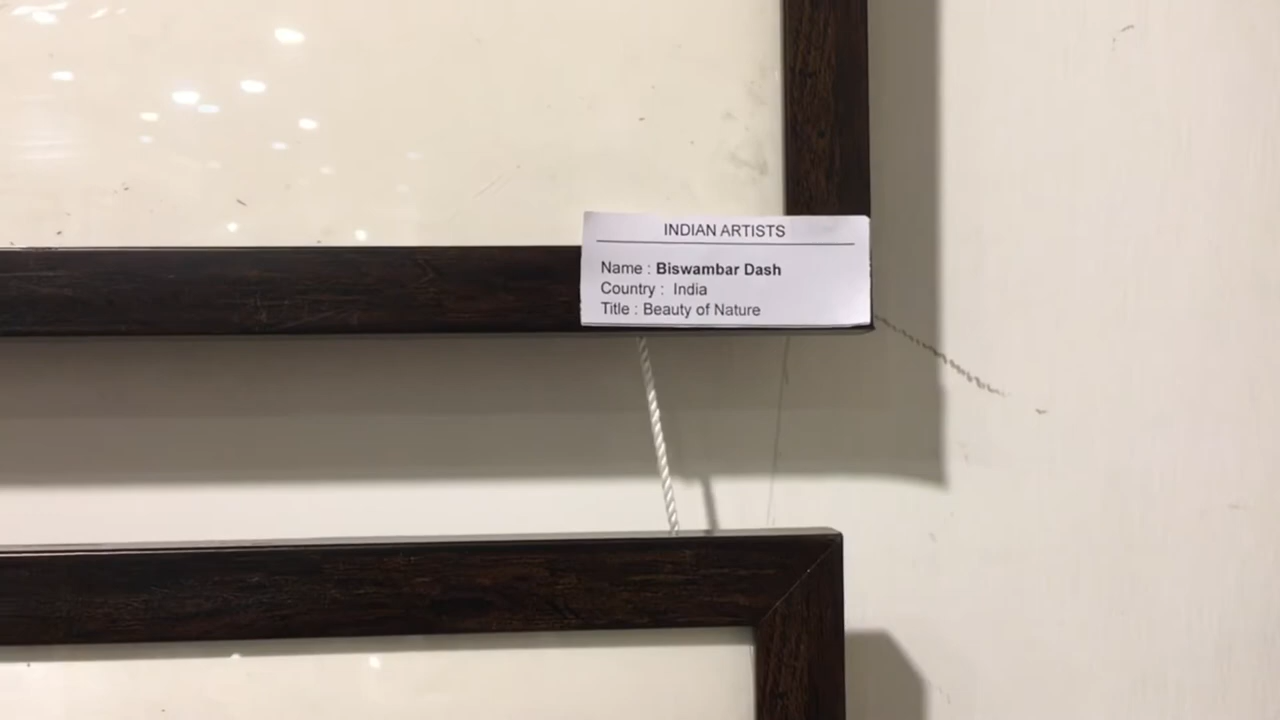 INDIAN ARTISTS
Name : Biswambar Dash
Country : India
Title : Beauty of Nature